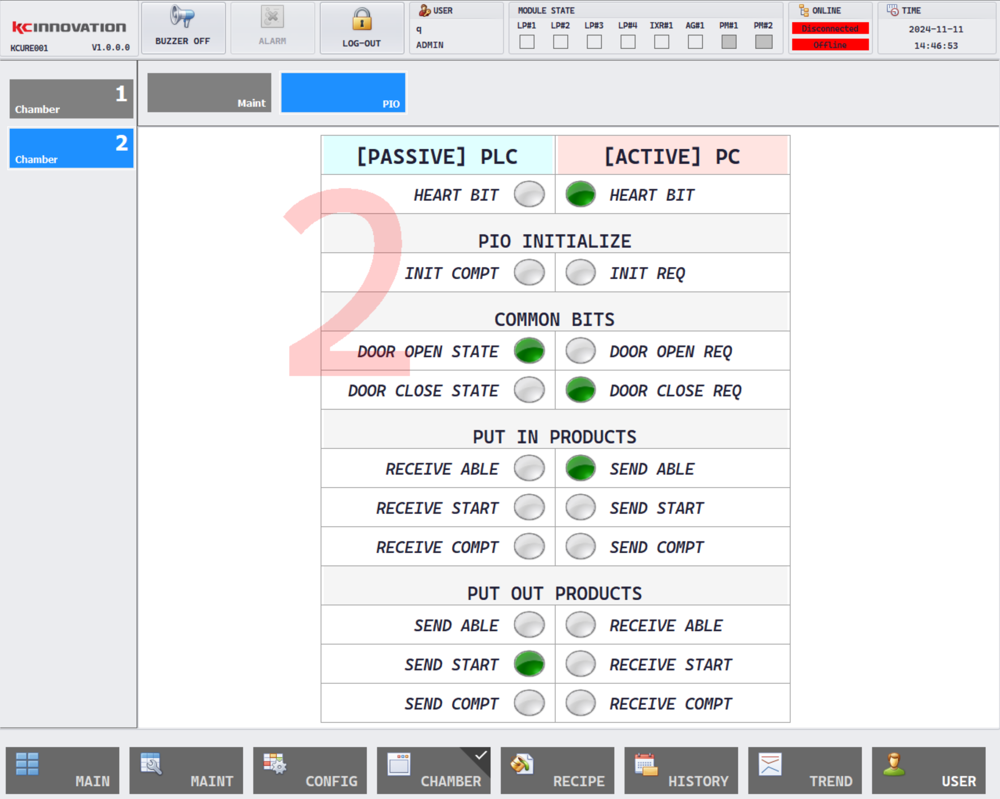 KCINNOVATION
KCURE001 V1.0.0.0
BUZZER OFF
ALARM
LOG-OUT
USER
q
ADMIN
MODULE STATE
LP#1 LP#2 LP#3 LP#4 IXR#1 AG#1 PM#1 PM#2
ONLINE
Disconnected
Offline
TIME
2024-11-11
14:46:53
1
Chamber
2
Chamber
Maint
PIO
2
[PASSIVE] PLC [ACTIVE] PC
HEART BIT HEART BIT
PIO INITIALIZE
INIT COMPT INIT REQ
COMMON BITS
DOOR OPEN STATE DOOR OPEN REQ
DOOR CLOSE STATE DOOR CLOSE REQ
PUT IN PRODUCTS
RECEIVE ABLE SEND ABLE
RECEIVE START SEND START
RECEIVE COMPT SEND COMPT
PUT OUT PRODUCTS
SEND ABLE RECEIVE ABLE
SEND START RECEIVE START
SEND COMPT RECEIVE COMPT
MAIN MAINT CONFIG CHAMBER RECIPE HISTORY TREND USER